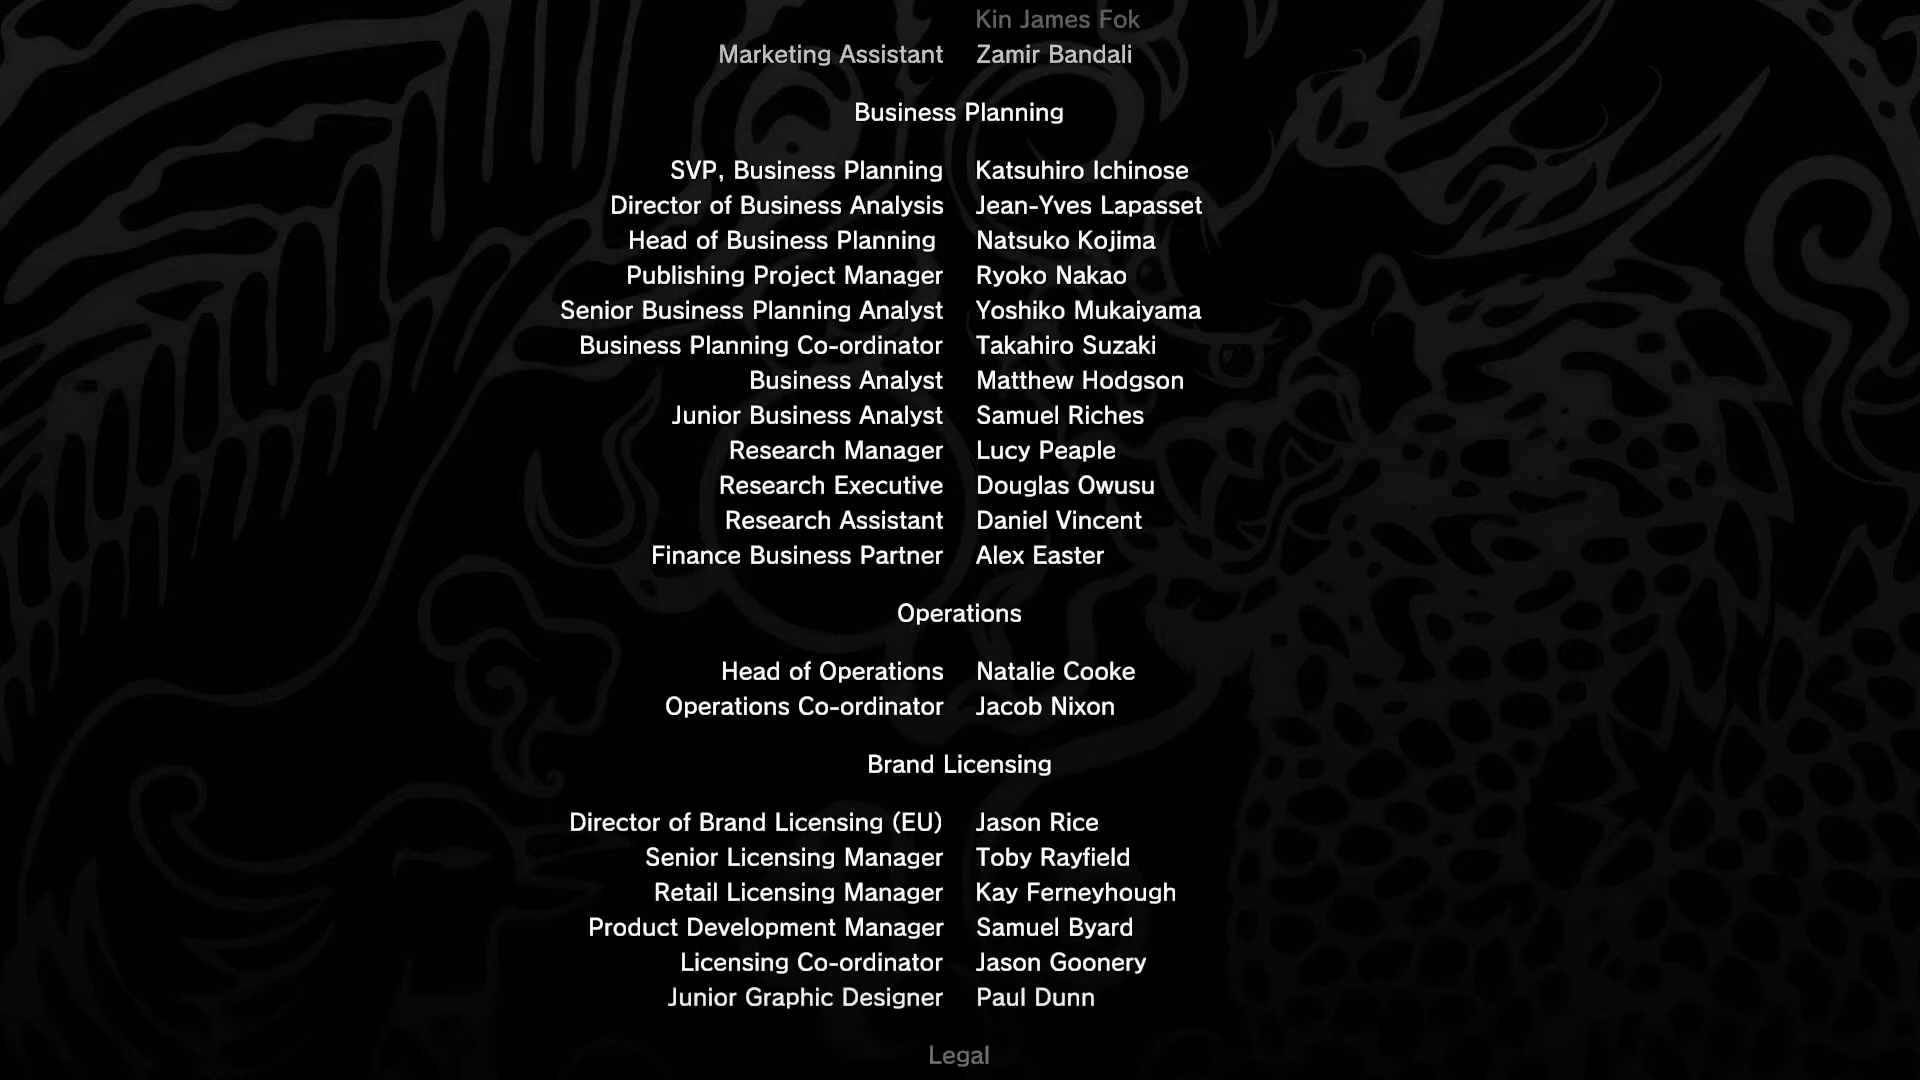 Kin James Fok
Marketing Assistant Zamir Bandali
Business Planning
SVP, Business Planning Katsuhiro Ichinose
Director of Business Analysis Jean-Yves Lapasset
Head of Business Planning Natsuko Kojima
Publishing Project Manager Ryoko Nakao
Senior Business Planning Analyst Yoshiko Mukaiyama
Business Planning Co-ordinator Takahiro Suzaki
Business Analyst Matthew Hodgson
Junior Business Analyst Samuel Riches
Research Manager Lucy Peaple
Research Executive Douglas Owusu
Research Assistant Daniel Vincent
Finance Business Partner Alex Easter
Operations
Head of Operations Natalie Cooke
Operations Co-ordinator Jacob Nixon
Brand Licensing
Director of Brand Licensing (EU) Jason Rice
Senior Licensing Manager Toby Rayfield
Retail Licensing Manager Kay Ferneyhough
Product Development Manager Samuel Byard
Licensing Co-ordinator Jason Goonery
Junior Graphic Designer Paul Dunn
Legal